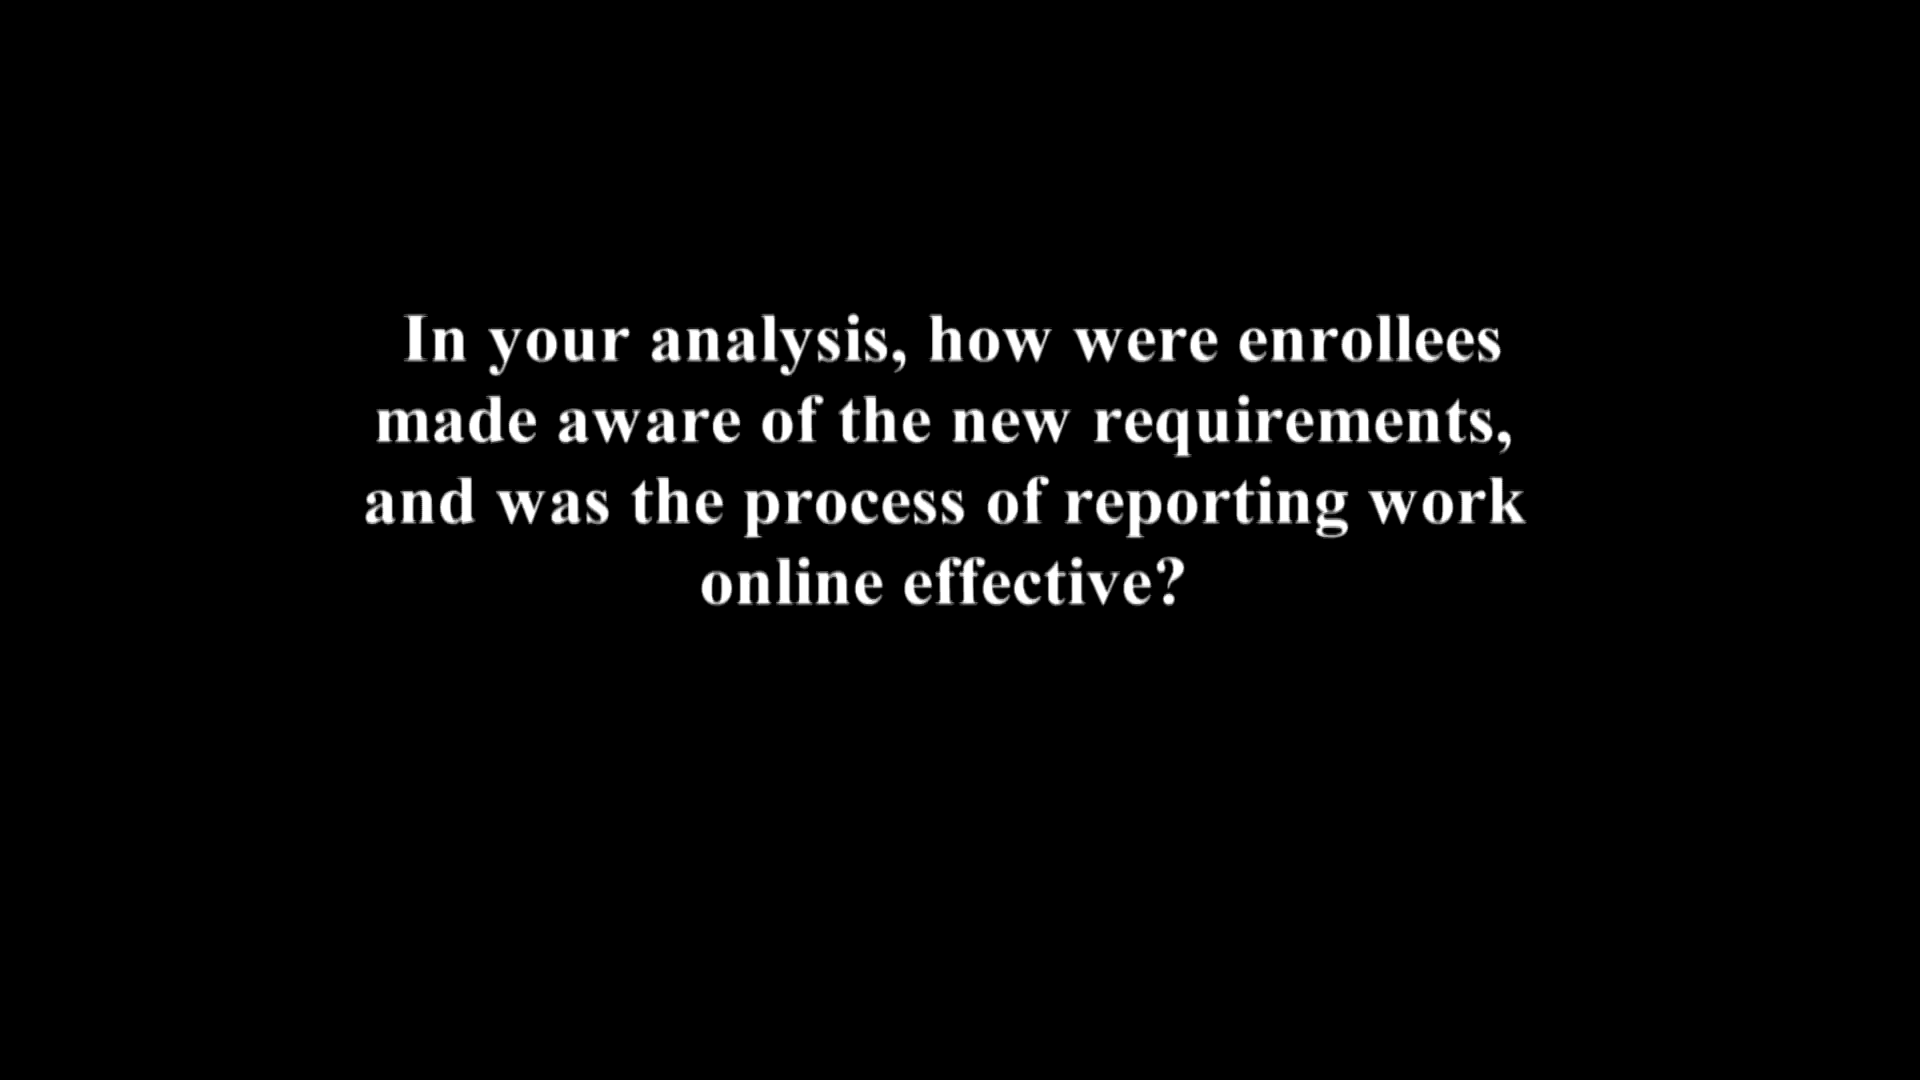 In your analysis, how were enrollees
made aware of the new requirements,
and was the process of reporting work
online effective?